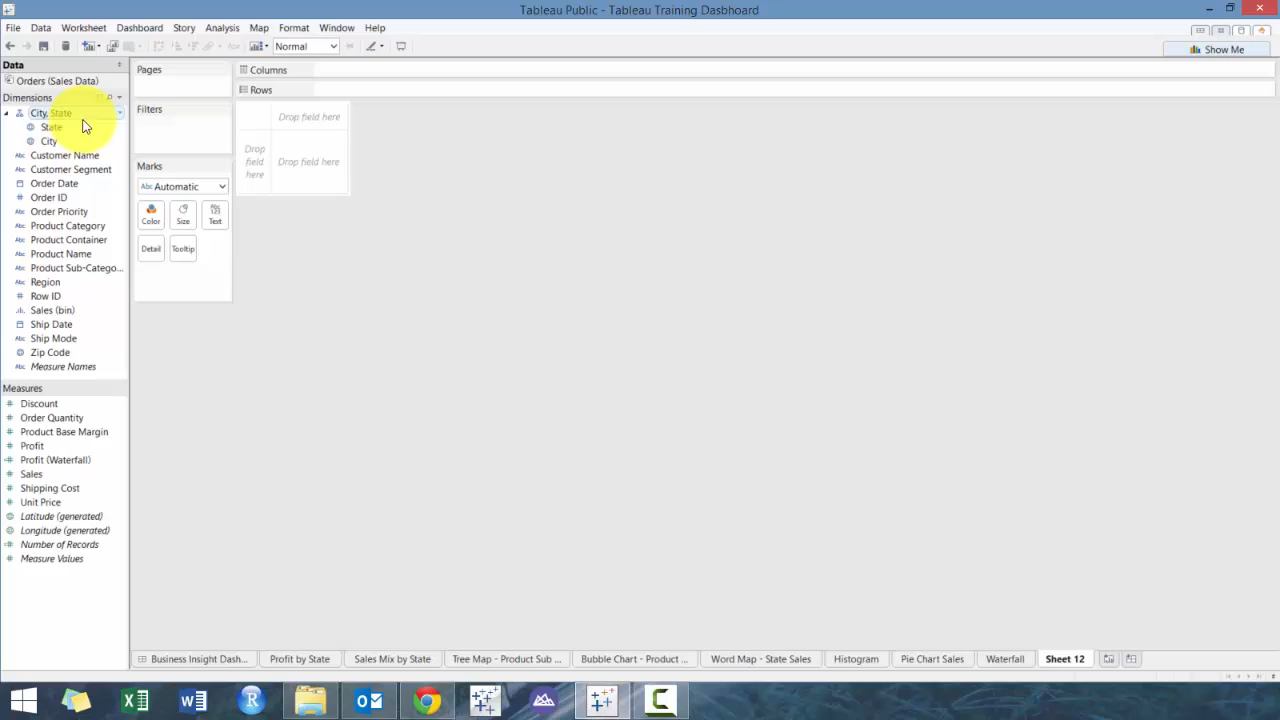 Tableau Public - Tableau Training Dasbhoard
File Data Worksheet Dashboard Story Analysis Map Format Window Help
Normal
Show Me
Data
Orders (Sales Data)
Dimensions
City, State
State
City
Customer Name
Customer Segment
Order Date
Order ID
Order Priority
Product Category
Product Container
Product Name
Product Sub-Catego...
Region
Row ID
Sales (bin)
Ship Date
Ship Mode
Zip Code
Measure Names
Measures
Discount
Order Quantity
Product Base Margin
Profit
Profit (Waterfall)
Sales
Shipping Cost
Unit Price
Latitude (generated)
Longitude (generated)
Number of Records
Measure Values
Pages
Filters
Marks
Abc Automatic
Color Size Text
Detail Tooltip
Columns
Rows
Drop field here
Drop field here
Drop field here
Business Insight Dash... Profit by State Sales Mix by State Tree Map - Product Sub ... Bubble Chart - Product ... Word Map - State Sales Histogram Pie Chart Sales Waterfall Sheet 12